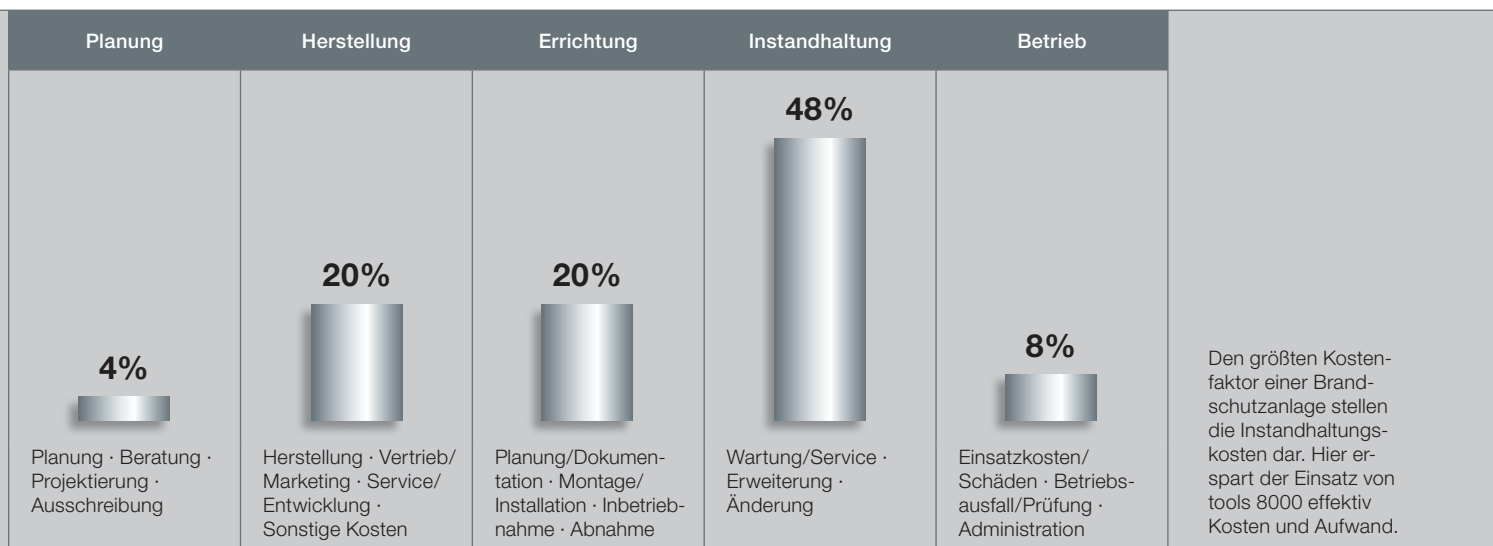 Planung
Herstellung
Errichtung
Instandhaltung
Betrieb
4%
20%
20%
48%
8%
Planung · Beratung ·
Projektierung ·
Ausschreibung
Herstellung · Vertrieb/
Marketing · Service/
Entwicklung ·
Sonstige Kosten
Planung/Dokumen-
tation · Montage/
Installation · Inbetrieb-
nahme · Abnahme
Wartung/Service ·
Erweiterung ·
Änderung
Einsatzkosten/
Schäden · Betriebs-
ausfall/Prüfung ·
Administration
Den größten Kosten-
faktor einer Brand-
schutzanlage stellen
die Instandhaltungs-
kosten dar. Hier er-
spart der Einsatz von
tools 8000 effektiv
Kosten und Aufwand.